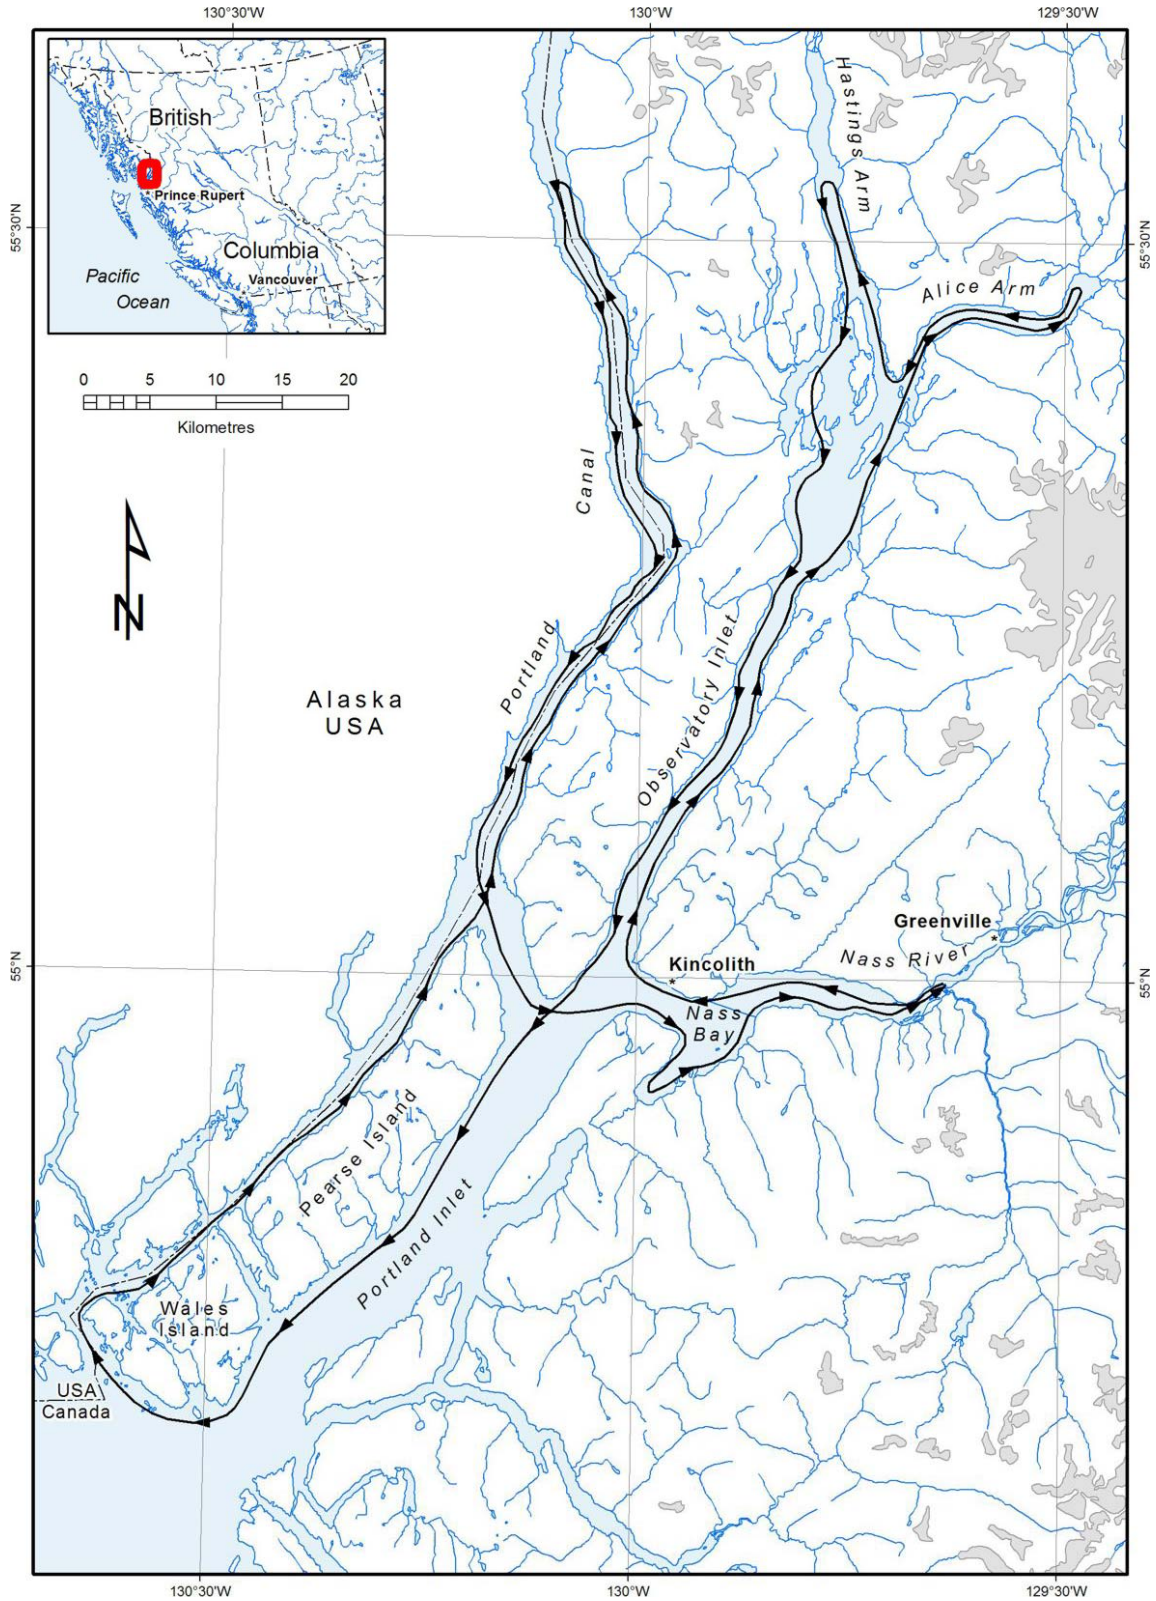 130°30'W
130°W
129°30'W
British
Prince Rupert
Columbia
Vancouver
Pacific
Ocean
Hastings Arm
55°30'N
55°30'N
Alice Arm
0 5 10 15 20
Kilometres
Canal
N
Portland
Observatory Inlet
Alaska
USA
Greenville
Nass River
Kincolith
55°N
55°N
Nass
Bay
Pearse Island
Portland Inlet
Wales
Island
USA
Canada
130°30'W
130°W
129°30'W